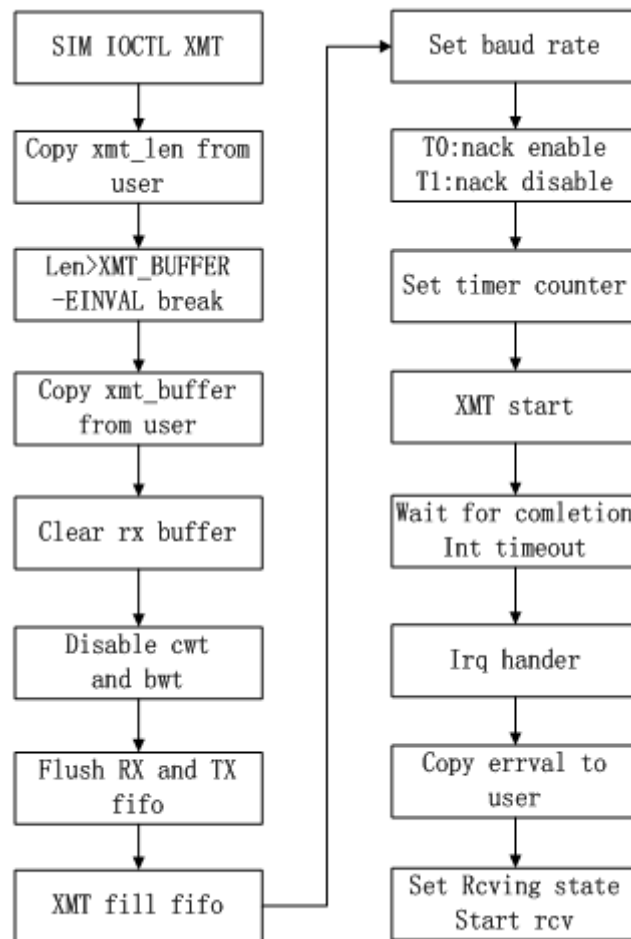 SIM IOCTL XMT
Copy xmt_len from
user
Len>XMT_BUFFER
-EINVAL break
Copy xmt_buffer
from user
Clear rx buffer
Disable cwt
and bwt
Flush RX and TX
fifo
XMT fill fifo
Set baud rate
T0:nack enable
T1:nack disable
Set timer counter
XMT start
Wait for comletion
Int timeout
Irq hander
Copy errval to
user
Set Rcving state
Start rcv